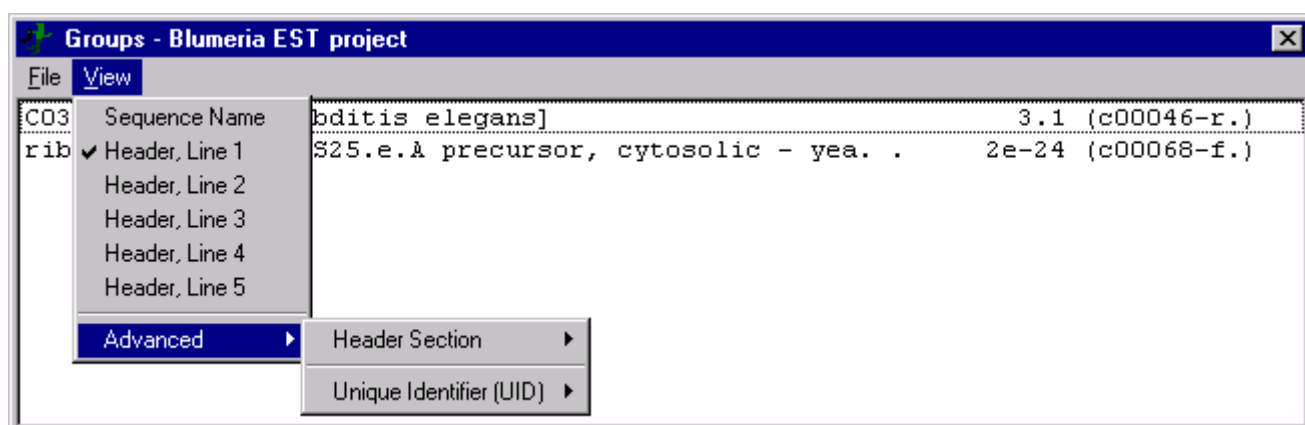 Groups - Blumeria EST project
File View
C03 bditis elegans] 3.1 (c00046-r.)
rib S25.e.A precursor, cytosolic - yea. . 2e-24 (c00068-f.)
Sequence Name
✔ Header, Line 1
Header, Line 2
Header, Line 3
Header, Line 4
Header, Line 5
Advanced
Header Section
Unique Identifier (UID)